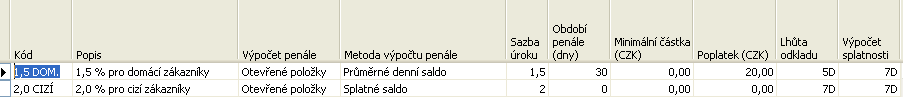 Kód Popis Výpočet penále Metoda výpočtu penále Sazba úroku Období penále (dny) Minimální částka (CZK) Poplatek (CZK) Lhůta odkladu Výpočet splatnosti
1,5 DOM. 1,5 % pro domácí zákazníky Otevřené položky Průměrné denní saldo 1,5 30 0,00 20,00 5D 7D
2,0 CIZÍ 2,0 % pro cizí zákazníky Otevřené položky Splatné saldo 2 0 0,00 0,00 7D 7D